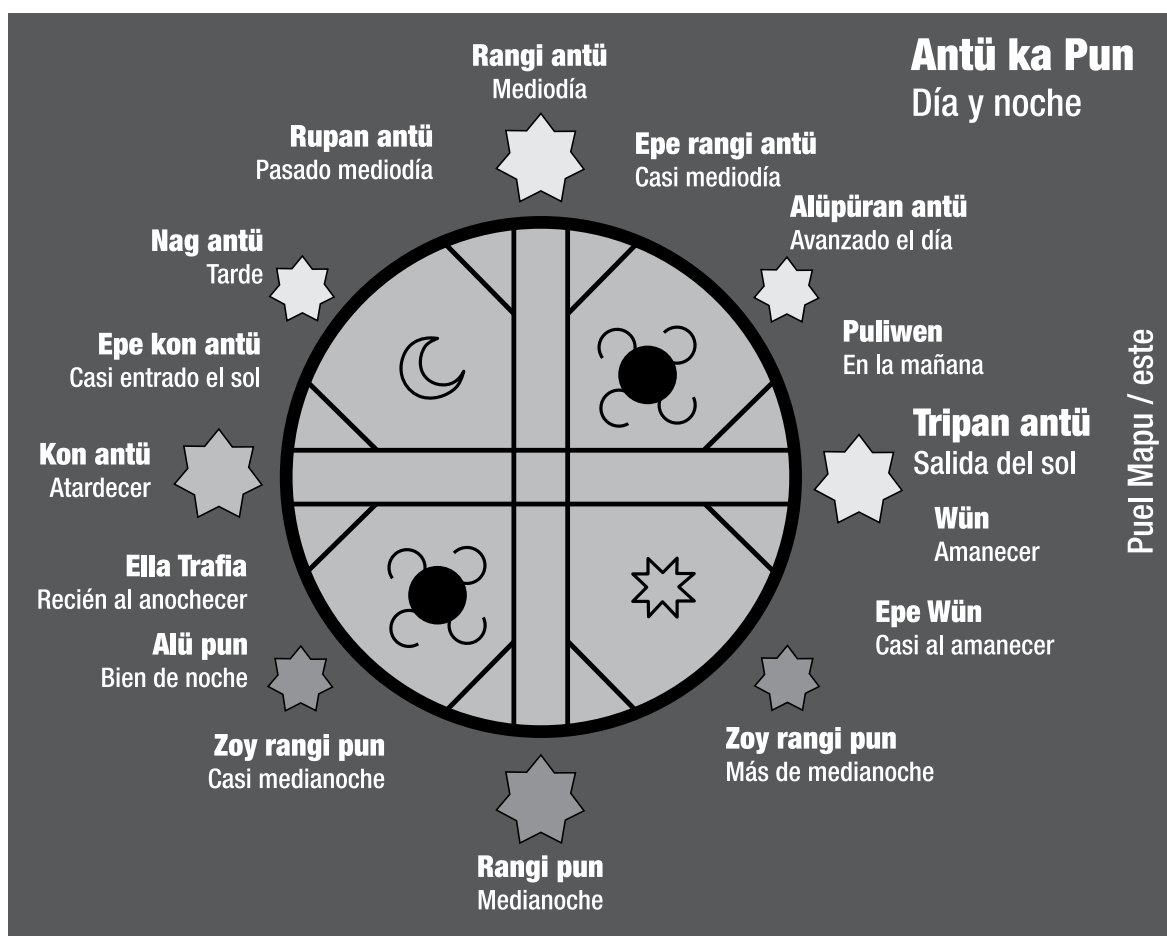 Antü ka Pun
Día y noche
Rangi antü
Mediodía
Rupan antü
Pasado mediodía
Epe rangi antü
Casi mediodía
Alüpüran antü
Avanzado el día
Nag antü
Tarde
Puliwen
En la mañana
Epe kon antü
Casi entrado el sol
Tripan antü
Salida del sol
Puel Mapu / este
Kon antü
Atardecer
Wün
Amanecer
Ella Trafia
Recién al anochecer
Epe Wün
Casi al amanecer
Alü pun
Bien de noche
Zoy rangi pun
Casi medianoche
Zoy rangi pun
Más de medianoche
Rangi pun
Medianoche